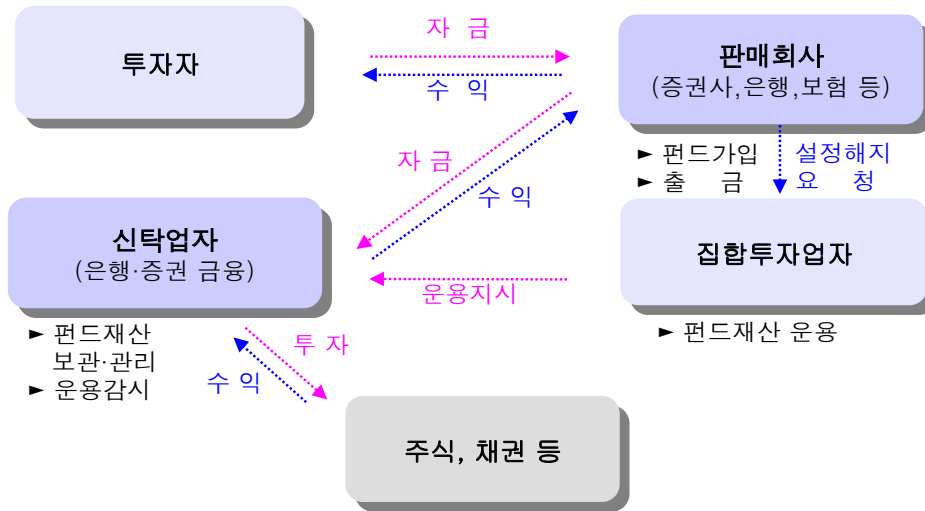 투자자
자 금
수 익
판매회사
(증권사,은행,보험 등)
► 펀드가입
► 출 금
설정해지
요 청
자 금
수 익
신탁업자
(은행·증권 금융)
► 펀드재산
보관·관리
► 운용감시
운용지시
집합투자업자
► 펀드재산 운용
투 자
수 익
주식, 채권 등